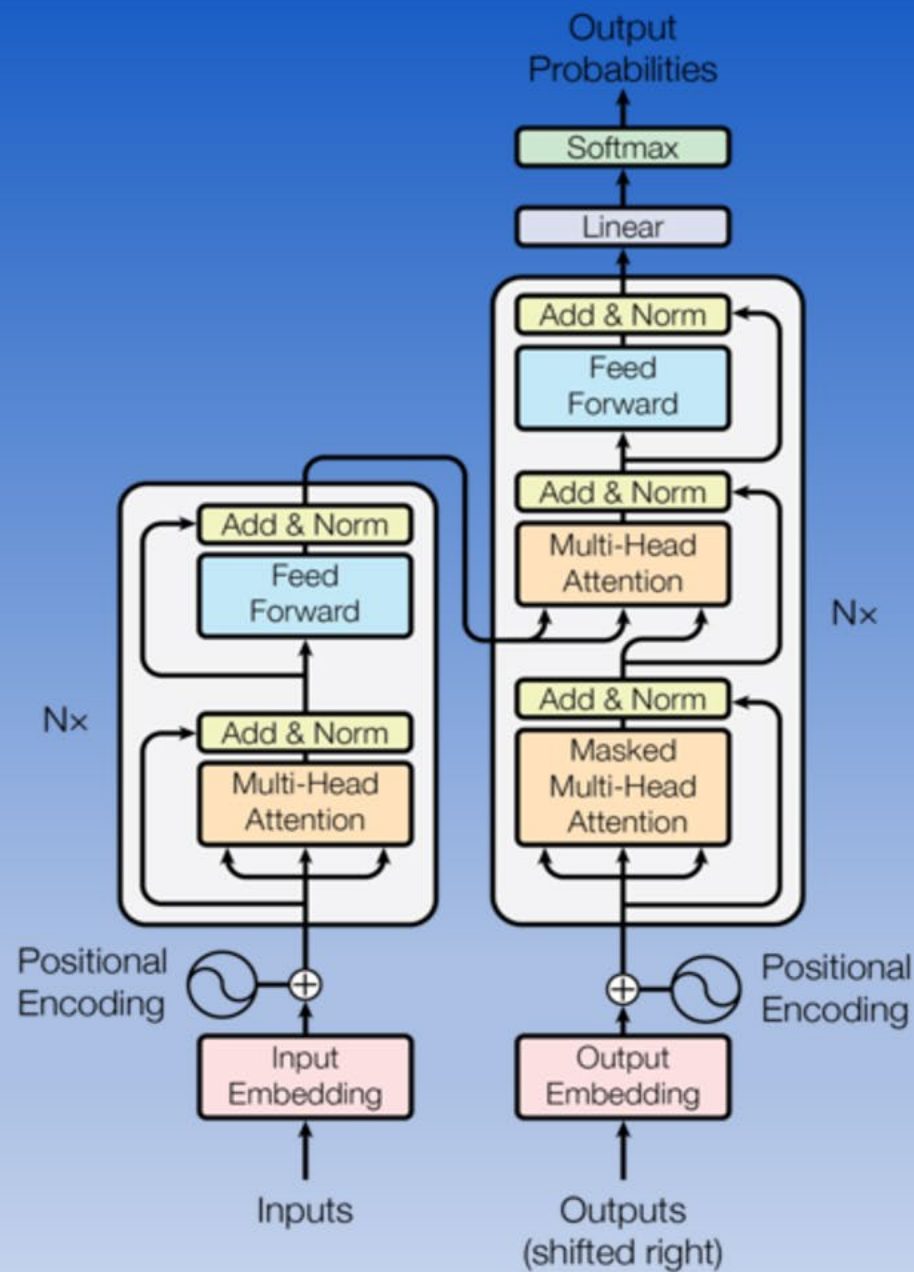 Output
Probabilities
Softmax
Linear
Add & Norm
Feed
Forward
Add & Norm
Multi-Head
Attention
Add & Norm
Masked
Multi-Head
Attention
N×
Add & Norm
Feed
Forward
Add & Norm
Multi-Head
Attention
N×
Positional
Encoding
Positional
Encoding
Input
Embedding
Output
Embedding
Inputs
Outputs
(shifted right)